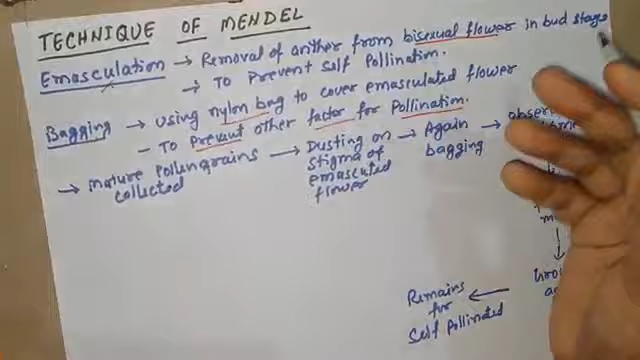 TECHNIQUE OF MENDEL
Emasculation → Removal of anther from bisexual flower in bud stage
→ To Prevent self Pollination.
Bagging → Using nylon bag to cover emasculated flower
- To Prevent other factor for Pollination.
→ mature Pollengrains collected → Dusting on stigma of emasculted flower → Again bagging →
Remains for self Pollinated ←